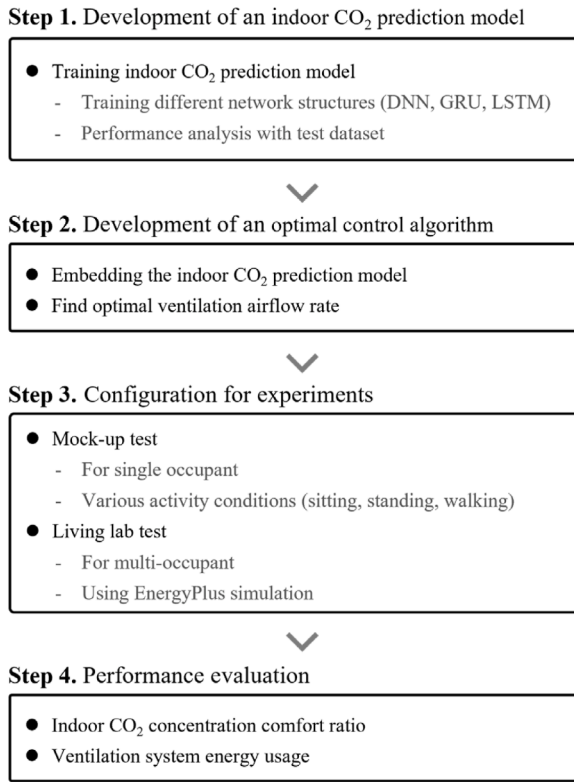 Step 1. Development of an indoor CO₂ prediction model
● Training indoor CO₂ prediction model
- Training different network structures (DNN, GRU, LSTM)
- Performance analysis with test dataset
Step 2. Development of an optimal control algorithm
● Embedding the indoor CO₂ prediction model
● Find optimal ventilation airflow rate
Step 3. Configuration for experiments
● Mock-up test
- For single occupant
- Various activity conditions (sitting, standing, walking)
● Living lab test
- For multi-occupant
- Using EnergyPlus simulation
Step 4. Performance evaluation
● Indoor CO₂ concentration comfort ratio
● Ventilation system energy usage